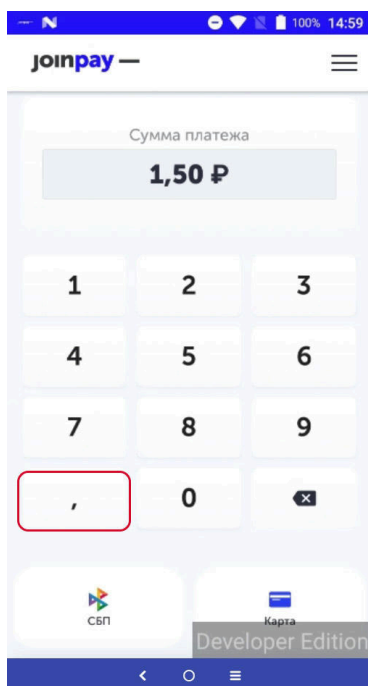 100% 14:59
joinpay
Сумма платежа
1,50 ₽
1 2 3
4 5 6
7 8 9
, 0
СБП Карта
Developer Edition